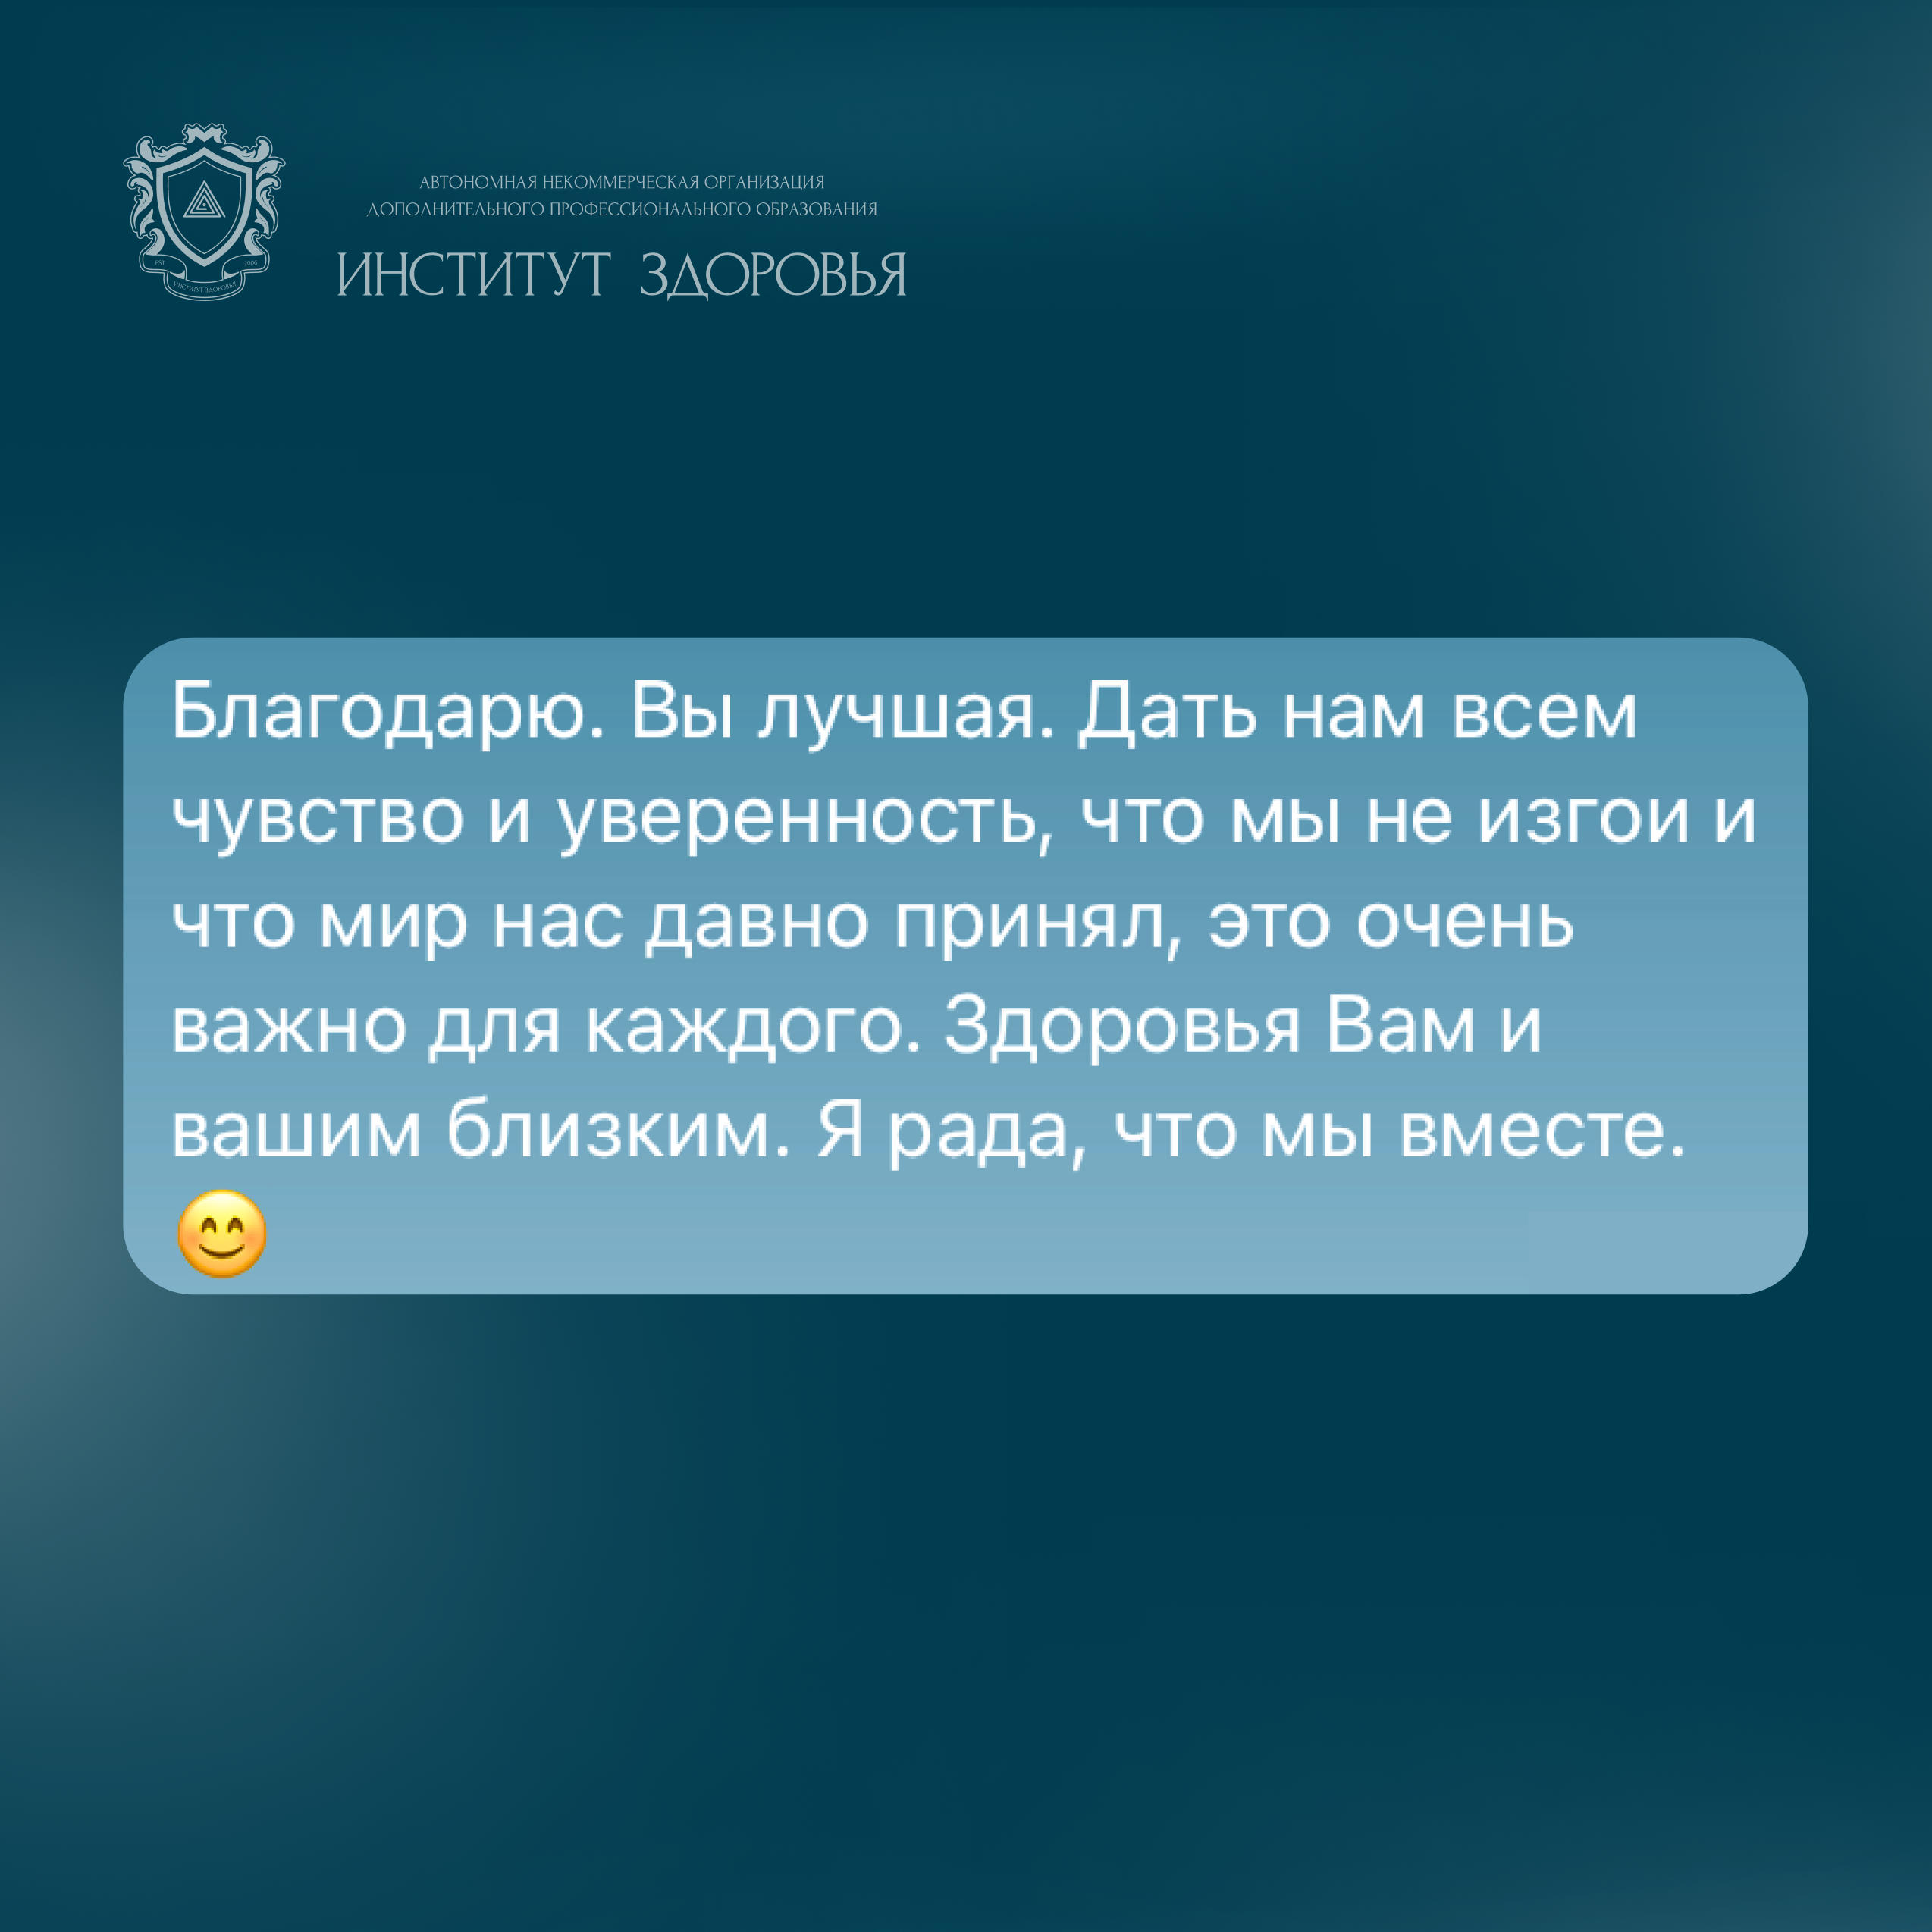 АВТОНОМНАЯ НЕКОММЕРЧЕСКАЯ ОРГАНИЗАЦИЯ
ДОПОЛНИТЕЛЬНОГО ПРОФЕССИОНАЛЬНОГО ОБРАЗОВАНИЯ
ИНСТИТУТ ЗДОРОВЬЯ
EST 2006
ИНСТИТУТ ЗДОРОВЬЯ
Благодарю. Вы лучшая. Дать нам всем
чувство и уверенность, что мы не изгои и
что мир нас давно принял, это очень
важно для каждого. Здоровья Вам и
вашим близким. Я рада, что мы вместе.
😊